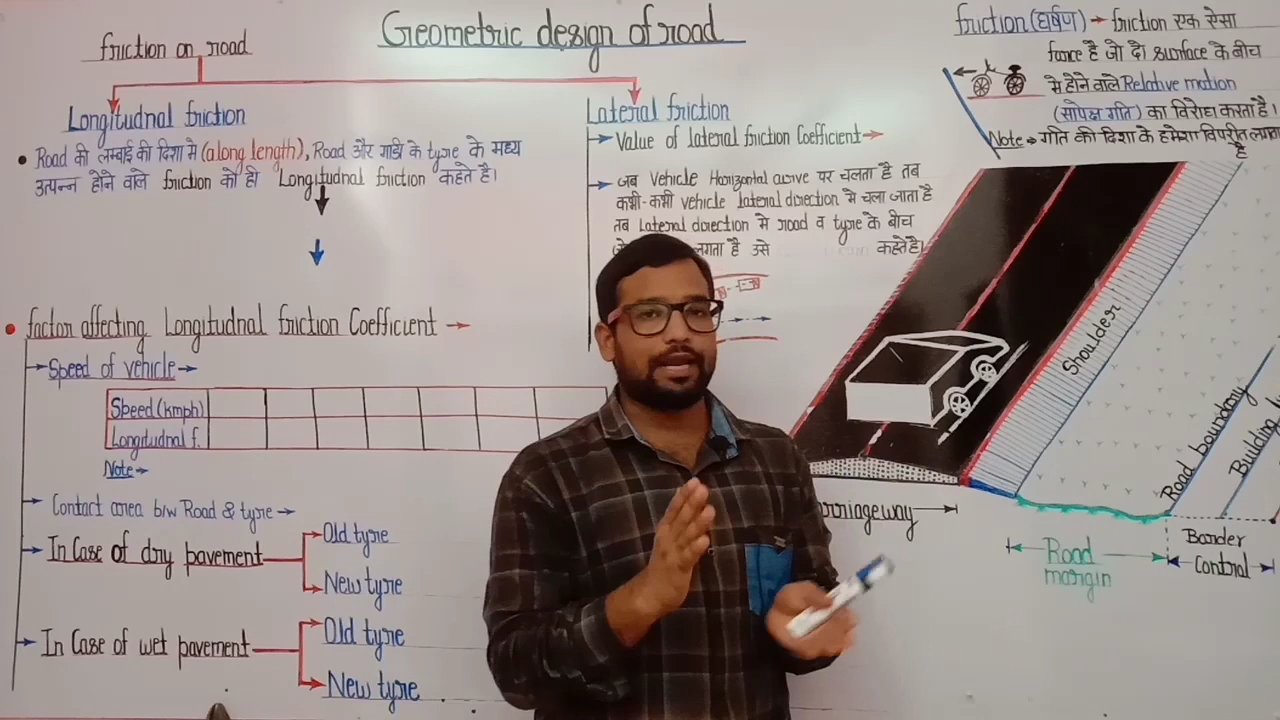 Geometric design of road
friction on road
Longitudnal friction
Road की लम्बाई की दिशा में (along length), Road और गाडी के tyre के मध्य
उत्पन्न होने वाले friction को ही Longitudnal friction कहते है।
factor affecting Longitudnal friction Coefficient
Speed of vehicle
Speed (kmph)
Longitudnal f.
Note
Contact area b/w Road & tyre
In Case of dry pavement
Old tyre
New tyre
In Case of wet pavement
Old tyre
New tyre
Lateral friction
Value of lateral friction Coefficient
जब Vehicle Horizontal curve पर चलता है तब
कभी-कभी vehicle lateral direction मे चला जाता है
तब Lateral direction मे road व tyre के बीच
लगता है उसे कहते है।
friction (घर्षण) friction एक ऐसा
force है जो दो surface के बीच
मे होने वाले Relative motion
(सापेक्ष गति) का विरोध करता है।
Note गति की दिशा के हमेशा विपरीत लगता
है
Shoulder
Road boundary
Building
rriageway
Road
margin
Border
Control